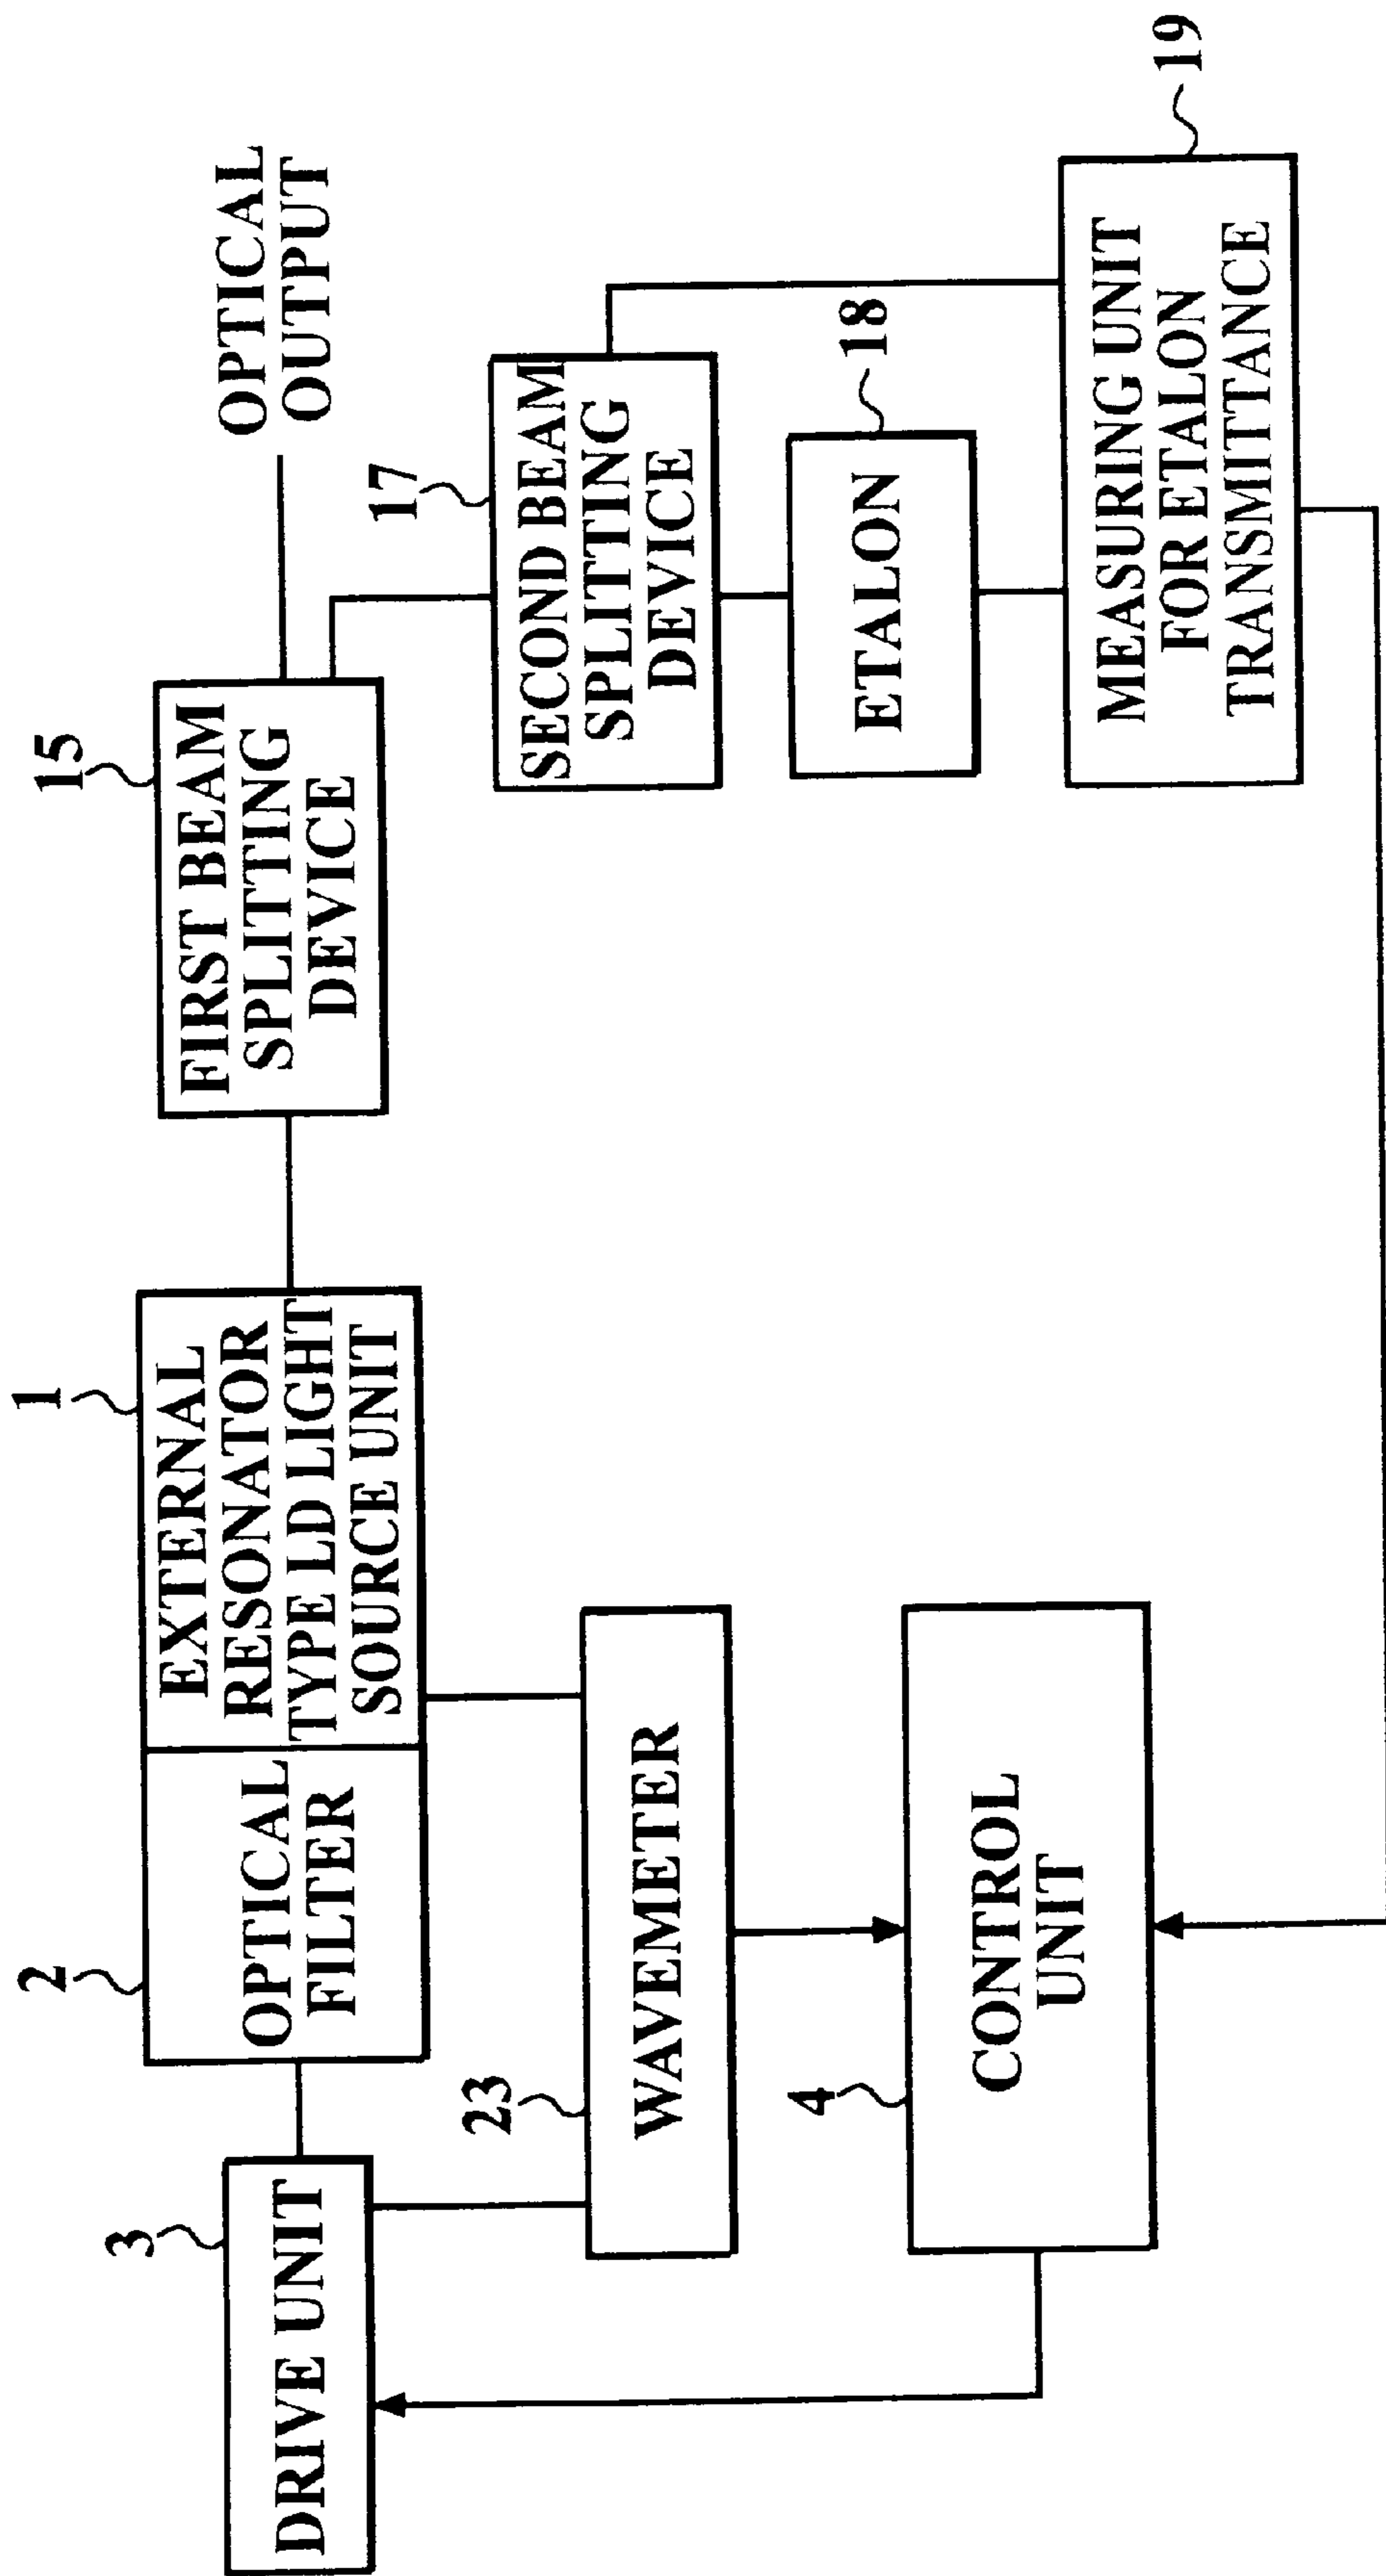 3
DRIVE UNIT
2
OPTICAL
FILTER
1
EXTERNAL
RESONATOR
TYPE LD LIGHT
SOURCE UNIT
15
FIRST BEAM
SPLITTING
DEVICE
OPTICAL
OUTPUT
23
WAVEMETER
4
CONTROL
UNIT
17
SECOND BEAM
SPLITTING
DEVICE
18
ETALON
19
MEASURING UNIT
FOR ETALON
TRANSMITTANCE